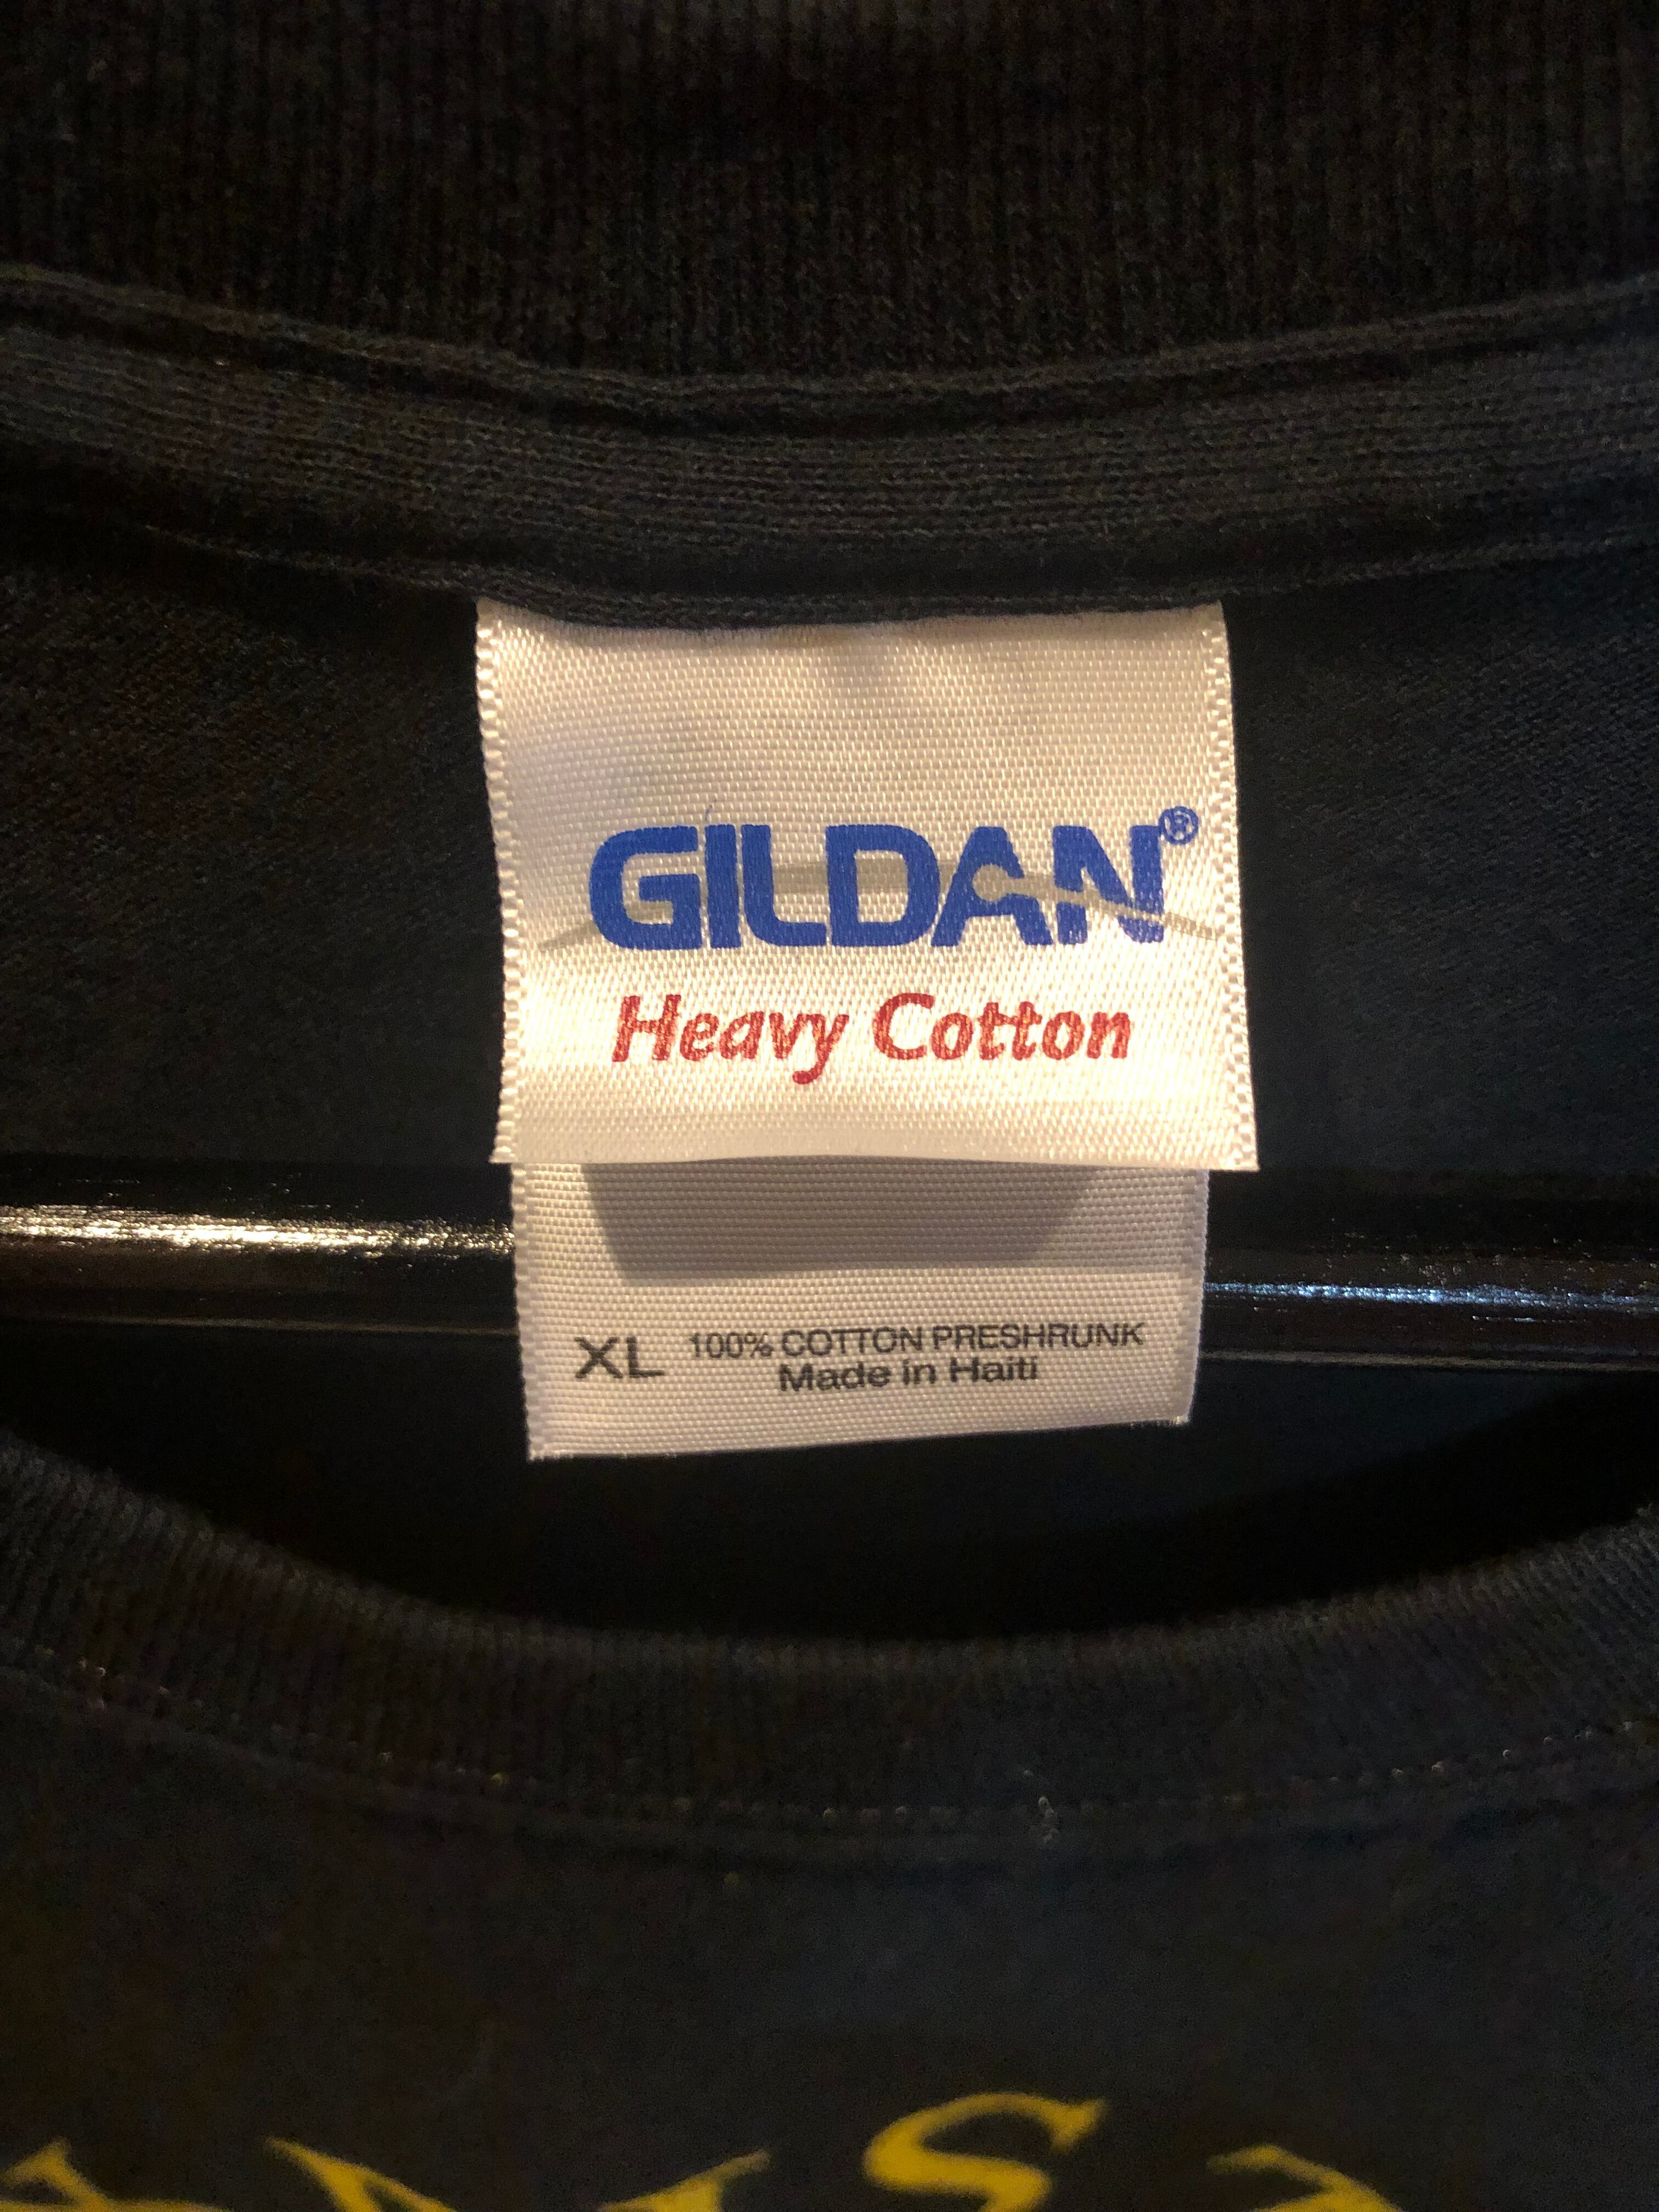 GILDAN®
Heavy Cotton
XL 100% COTTON PRESHRUNK
Made in Haiti